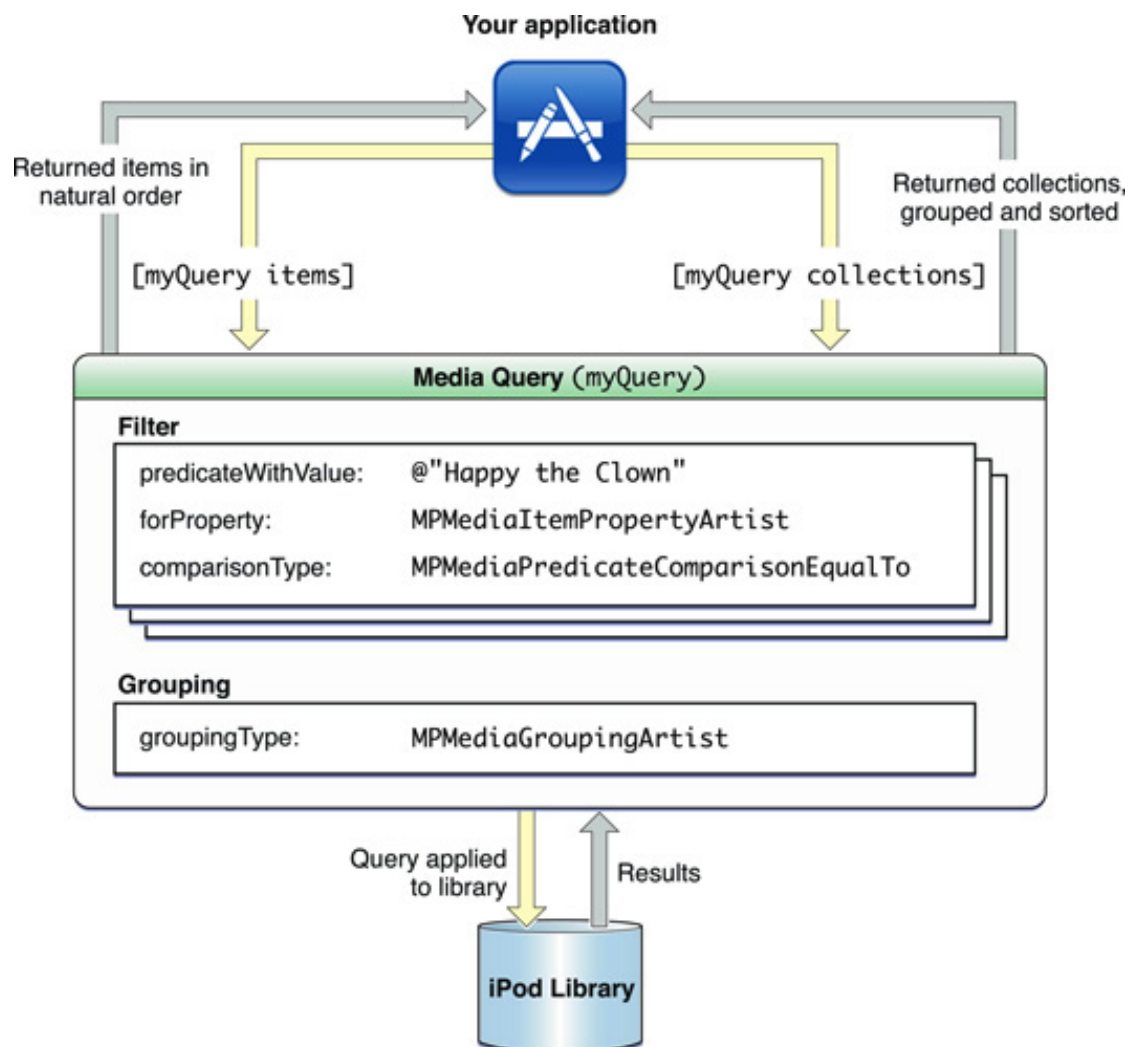 Your application
Returned items in
natural order
Returned collections,
grouped and sorted
[myQuery items]
[myQuery collections]
Media Query (myQuery)
Filter
predicateWithValue: @"Happy the Clown"
forProperty: MPMediaItemPropertyArtist
comparisonType: MPMediaPredicateComparisonEqualTo
Grouping
groupingType: MPMediaGroupingArtist
Query applied
to library
Results
iPod Library